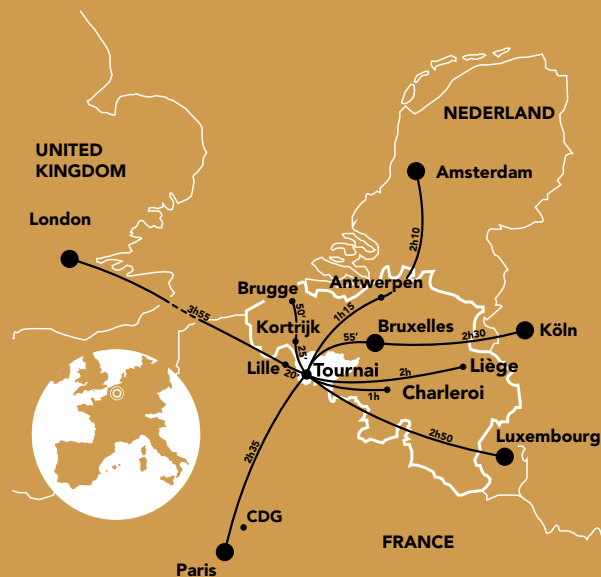 NEDERLAND
UNITED
KINGDOM
Amsterdam
London
2h10
Antwerpen
Brugge
3h55
50'
1h15
Kortrijk
Bruxelles
Köln
55'
2h30
25'
Lille
20'
Tournai
2h
Liège
1h
Charleroi
2h50
Luxembourg
2h35
CDG
FRANCE
Paris